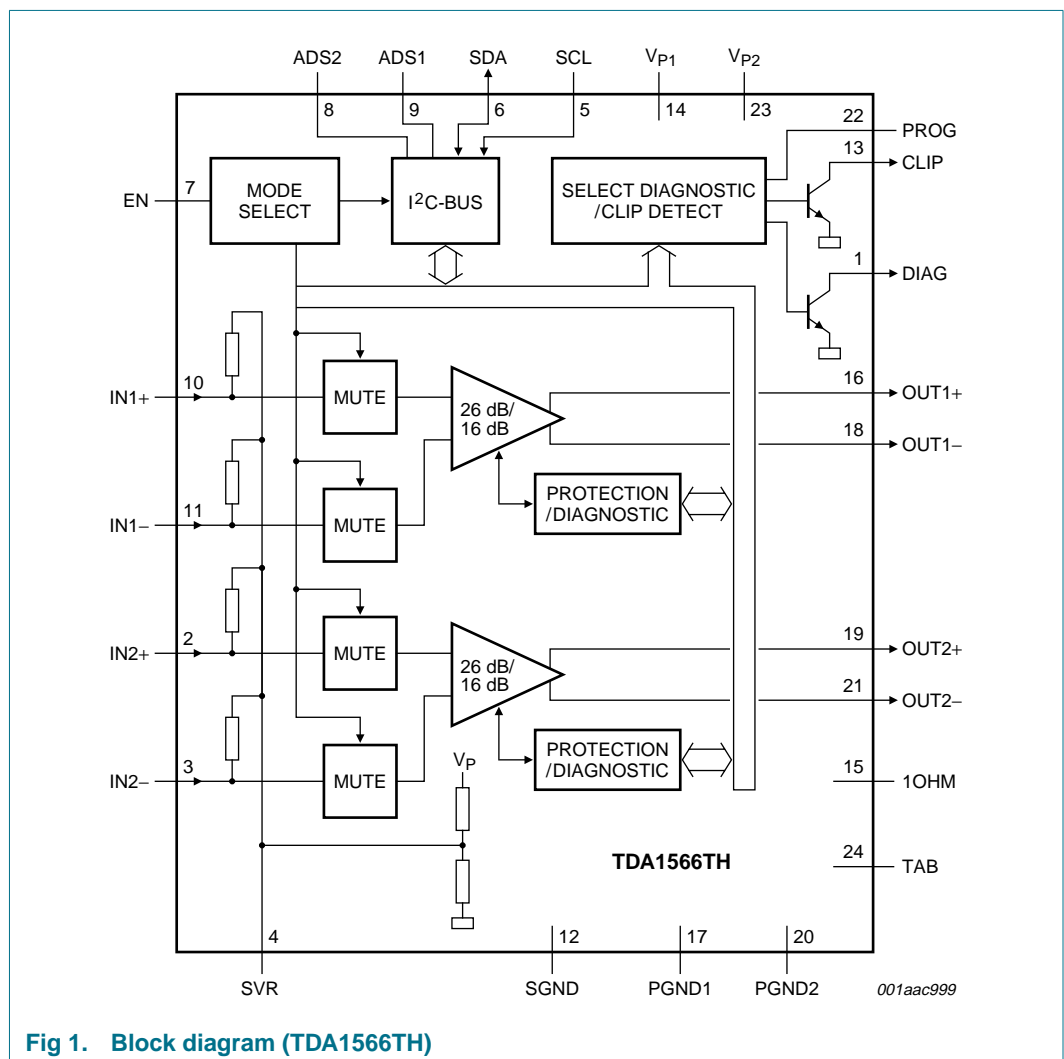 ADS2 ADS1 SDA SCL VP1 VP2
8 9 6 5 14 23
22 PROG
13 CLIP
EN 7 MODE SELECT
I2C-BUS
SELECT DIAGNOSTIC
/CLIP DETECT
1 DIAG
IN1+ 10 MUTE
26 dB/
16 dB
16 OUT1+
18 OUT1−
IN1− 11 MUTE
PROTECTION
/DIAGNOSTIC
IN2+ 2 MUTE
26 dB/
16 dB
19 OUT2+
21 OUT2−
IN2− 3 MUTE
VP
PROTECTION
/DIAGNOSTIC
15 1OHM
TDA1566TH
24 TAB
4 12 17 20
SVR SGND PGND1 PGND2 001aac999
Fig 1. Block diagram (TDA1566TH)